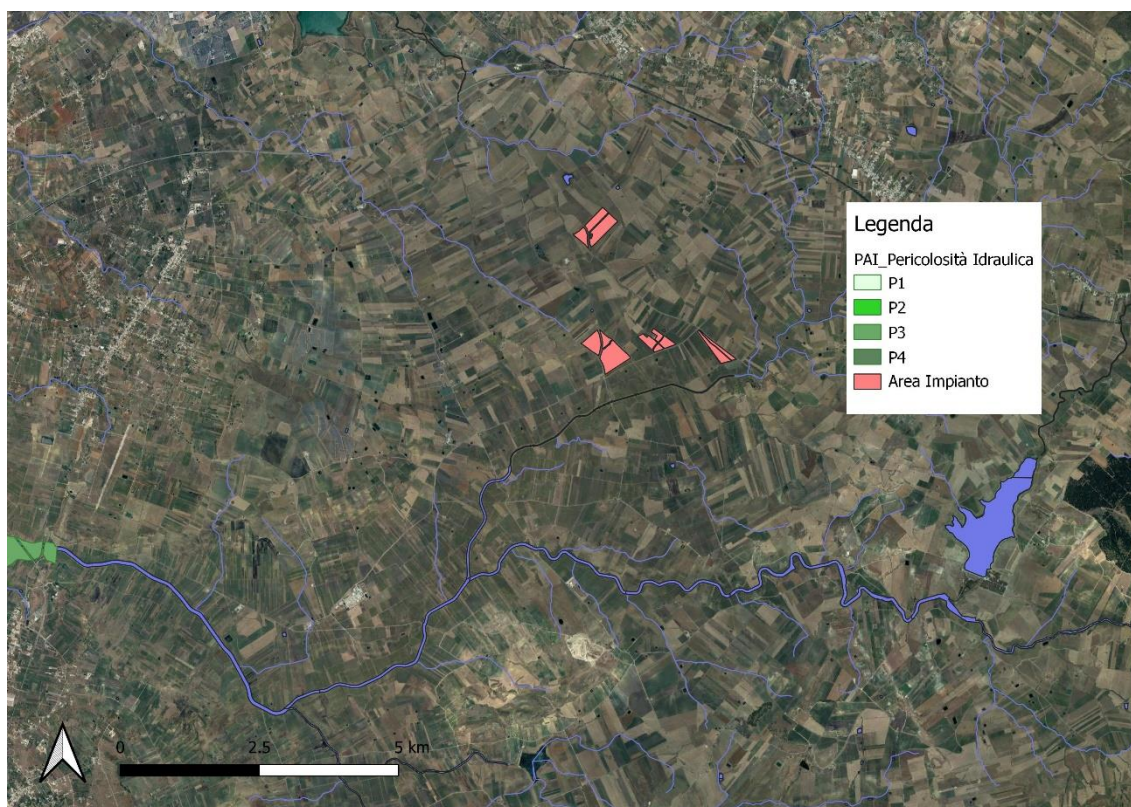 Legenda
PAI_Pericolosità Idraulica
P1
P2
P3
P4
Area Impianto
0 2.5 5 km